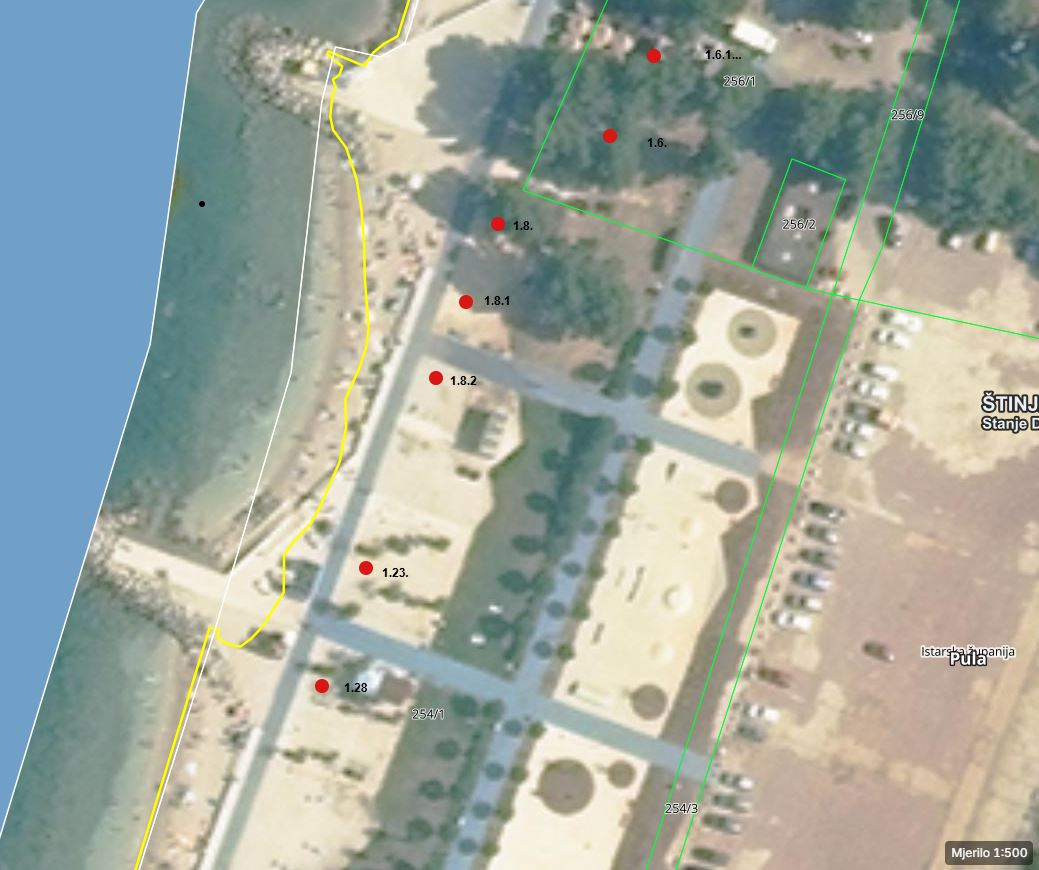 1.6.1...
256/1
256/9
1.6.
256/2
1.8.
1.8.1
1.8.2
ŠTINJ
Stanje D
1.23.
Istarska županija
Pula
1.28
254/1
254/3
Mjerilo 1:500